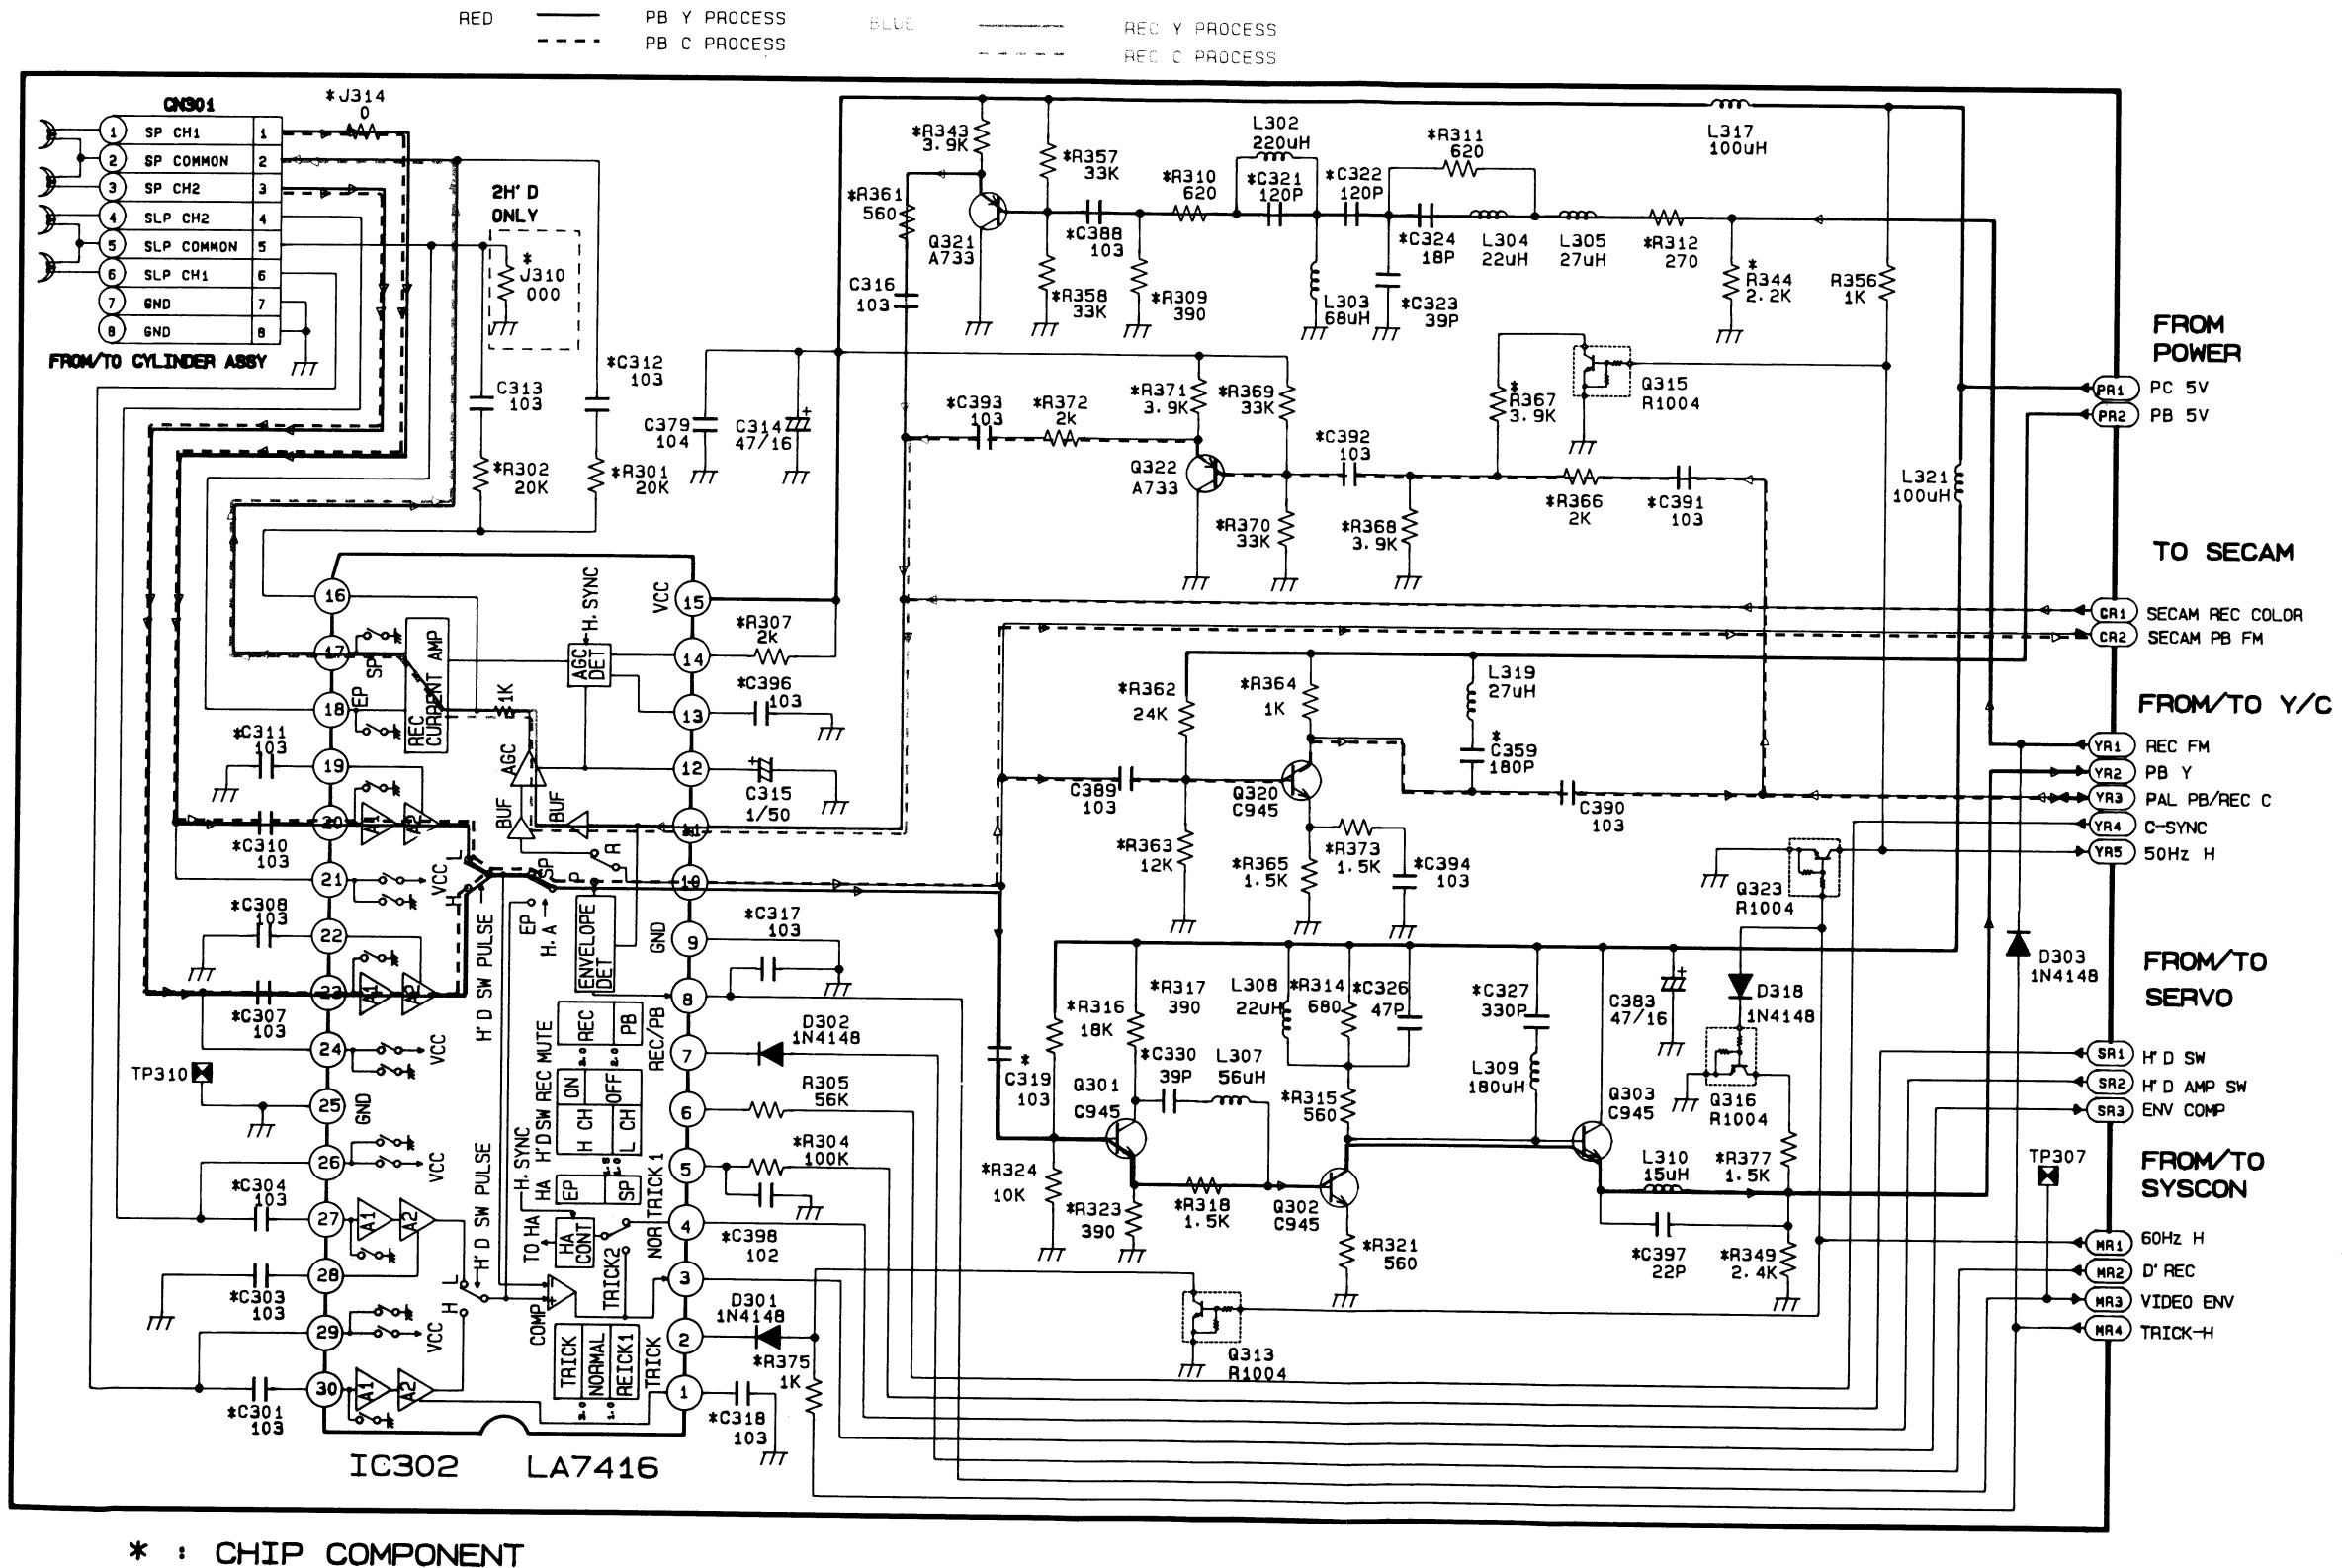 RED PB Y PROCESS BLUE REC Y PROCESS
PB C PROCESS REC C PROCESS
CN301
1 SP CH1 1
2 SP COMMON 2
3 SP CH2 3
4 SLP CH2 4
5 SLP COMMON 5
6 SLP CH1 6
7 GND 7
8 GND 8
FROM/TO CYLINDER ASSY
*J314
0
2H'D
ONLY
*
J310
000
C313
103
*C312
103
*R302
20K
*R301
20K
*R343
3.9K
*R357
33K
*R361
560
Q321
A733
C316
103
*R358
33K
*C388
103
*R309
390
*R310
620
L302
220uH
*C321
120P
*C322
120P
L303
68uH
*C323
39P
*R311
620
*C324
18P
L304
22uH
L305
27uH
*R312
270
*
R344
2.2K
L317
100uH
R356
1K
C379
104
C314
47/16
+
*C393
103
*R372
2k
*R371
3.9K
*R369
33K
Q322
A733
*C392
103
*R370
33K
*R368
3.9K
*
R367
3.9K
Q315
R1004
*R366
2K
*C391
103
L321
100uH
FROM
POWER
PR1 PC 5V
PR2 PB 5V
TO SECAM
CR1 SECAM REC COLOR
CR2 SECAM PB FM
FROM/TO Y/C
YR1 REC FM
YR2 PB Y
YR3 PAL PB/REC C
YR4 C-SYNC
YR5 50Hz H
FROM/TO
SERVO
SR1 H'D SW
SR2 H'D AMP SW
SR3 ENV COMP
FROM/TO
SYSCON
MR1 60Hz H
MR2 D'REC
MR3 VIDEO ENV
MR4 TRICK-H
16
17
18
19
20
21
22
23
24
25
26
27
28
29
30
15
14
13
12
11
10
9
8
7
6
5
4
3
2
1
VCC
H.SYNC
AGC
DET
REC
CURRENT AMP
SP
EP
1K
AGC
BUF
BUF
R
P
SP
EP
H.A
L
H
VCC
A1
A2
A1
A2
H'D SW PULSE
ENVELOPE
DET
GND
REC/PB
REC
PB
REC MUTE
ON
OFF
H'D SW
H CH
L CH
HA
EP
SP
H.SYNC
NOR/TRICK1
HA
CONT
TO HA
TRICK2
COMP
TRICK
NORMAL
REICK1
TRICK
2.0
1.0
VCC
GND
VCC
A1
A2
L
H
H'D SW PULSE
VCC
A1
A2
*C311
103
*C310
103
*C308
103
*C307
103
TP310
*C304
103
*C303
103
*C301
103
*R307
2k
*C396
103
C315
1/50
+
*C317
103
D302
1N4148
R305
56K
*R304
100K
*C398
102
D301
1N4148
*R375
1K
*C318
103
C389
103
*R362
24K
*R363
12K
*R364
1K
Q320
C945
*R365
1.5K
*R373
1.5K
*C394
103
L319
27uH
*
C359
180P
C390
103
Q323
R1004
D303
1N4148
D318
1N4148
Q316
R1004
*
C319
103
*R316
18K
*R317
390
*C330
39P
L307
56uH
Q301
C945
*R324
10K
*R323
390
*R318
1.5K
Q302
C945
*R321
560
L308
22uH
*R314
680
*C326
47P
*R315
560
*C327
330P
L309
180uH
Q303
C945
C383
47/16
+
L310
15uH
*C397
22P
*R377
1.5K
*R349
2.4K
TP307
Q313
R1004
IC302 LA7416
* : CHIP COMPONENT